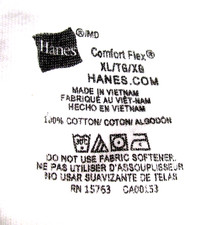 ®/MD
Hanes
Comfort Flex®
XL/TG/XG
HANES.COM
MADE IN VIETNAM
FABRIQUÉ AU VIÊT-NAM
HECHO EN VIETNAM
100% COTTON/ COTON/ ALGODÓN
DO NOT USE FABRIC SOFTENER.
NE PAS UTILISER D'ASSOUPLISSEUR
NO USAR SUAVIZANTE DE TELAS
RN 15763 CA00153